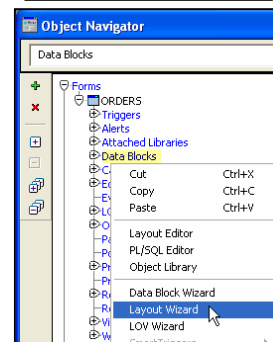 Object Navigator
Data Blocks
Forms
ORDERS
Triggers
Alerts
Attached Libraries
Data Blocks
Cut Ctrl+X
Copy Ctrl+C
Paste Ctrl+V
Layout Editor
PL/SQL Editor
Object Library
Data Block Wizard
Layout Wizard
LOV Wizard
SmartTriggers